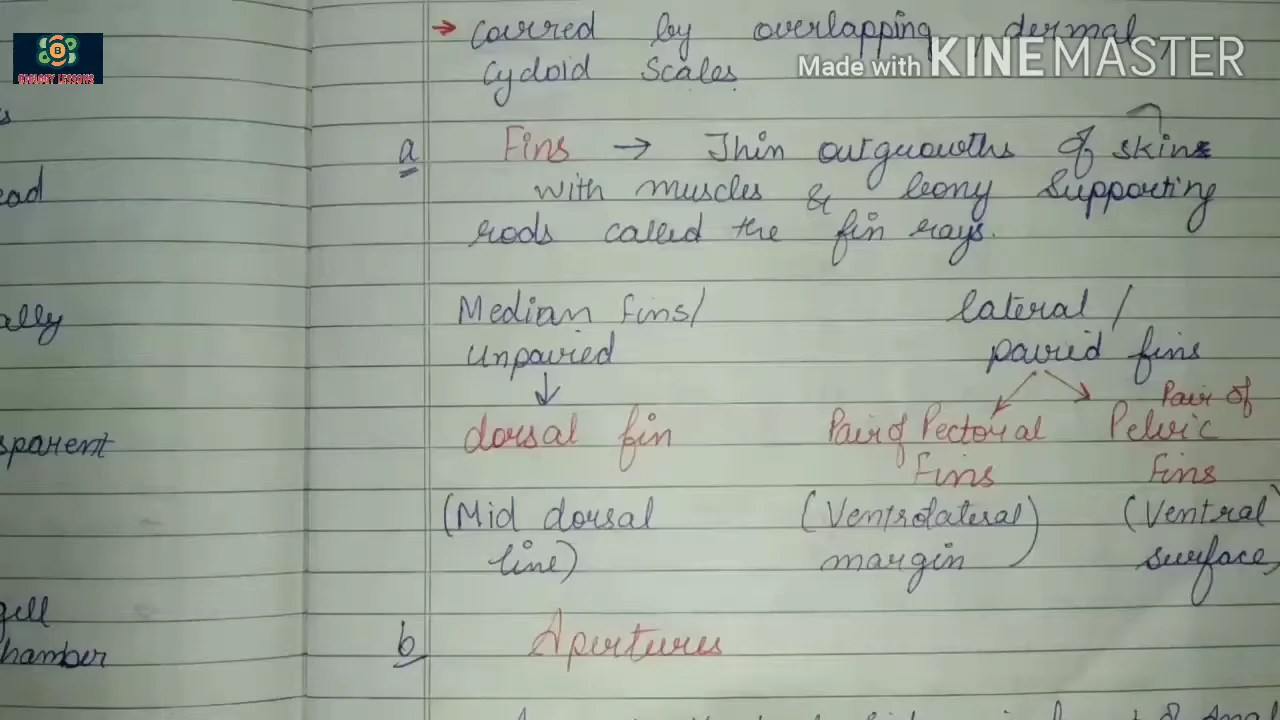 BIOLOGY LESSONS
Made with KINEMASTER
→ Covered by overlapping, dermal,
Cycloid Scales
ead
a Fins → Thin outgrowths of skin
with muscles & bony supporting
rods called the fin rays.
ally
Median Fins/ lateral /
Unpaired paired fins
dorsal fin Pair of Pectoral Fins Pair of Pelvic Fins
sparent
(Mid dorsal line) (Ventrolateral margin) (Ventral surface)
gill
hamber
b Apertures